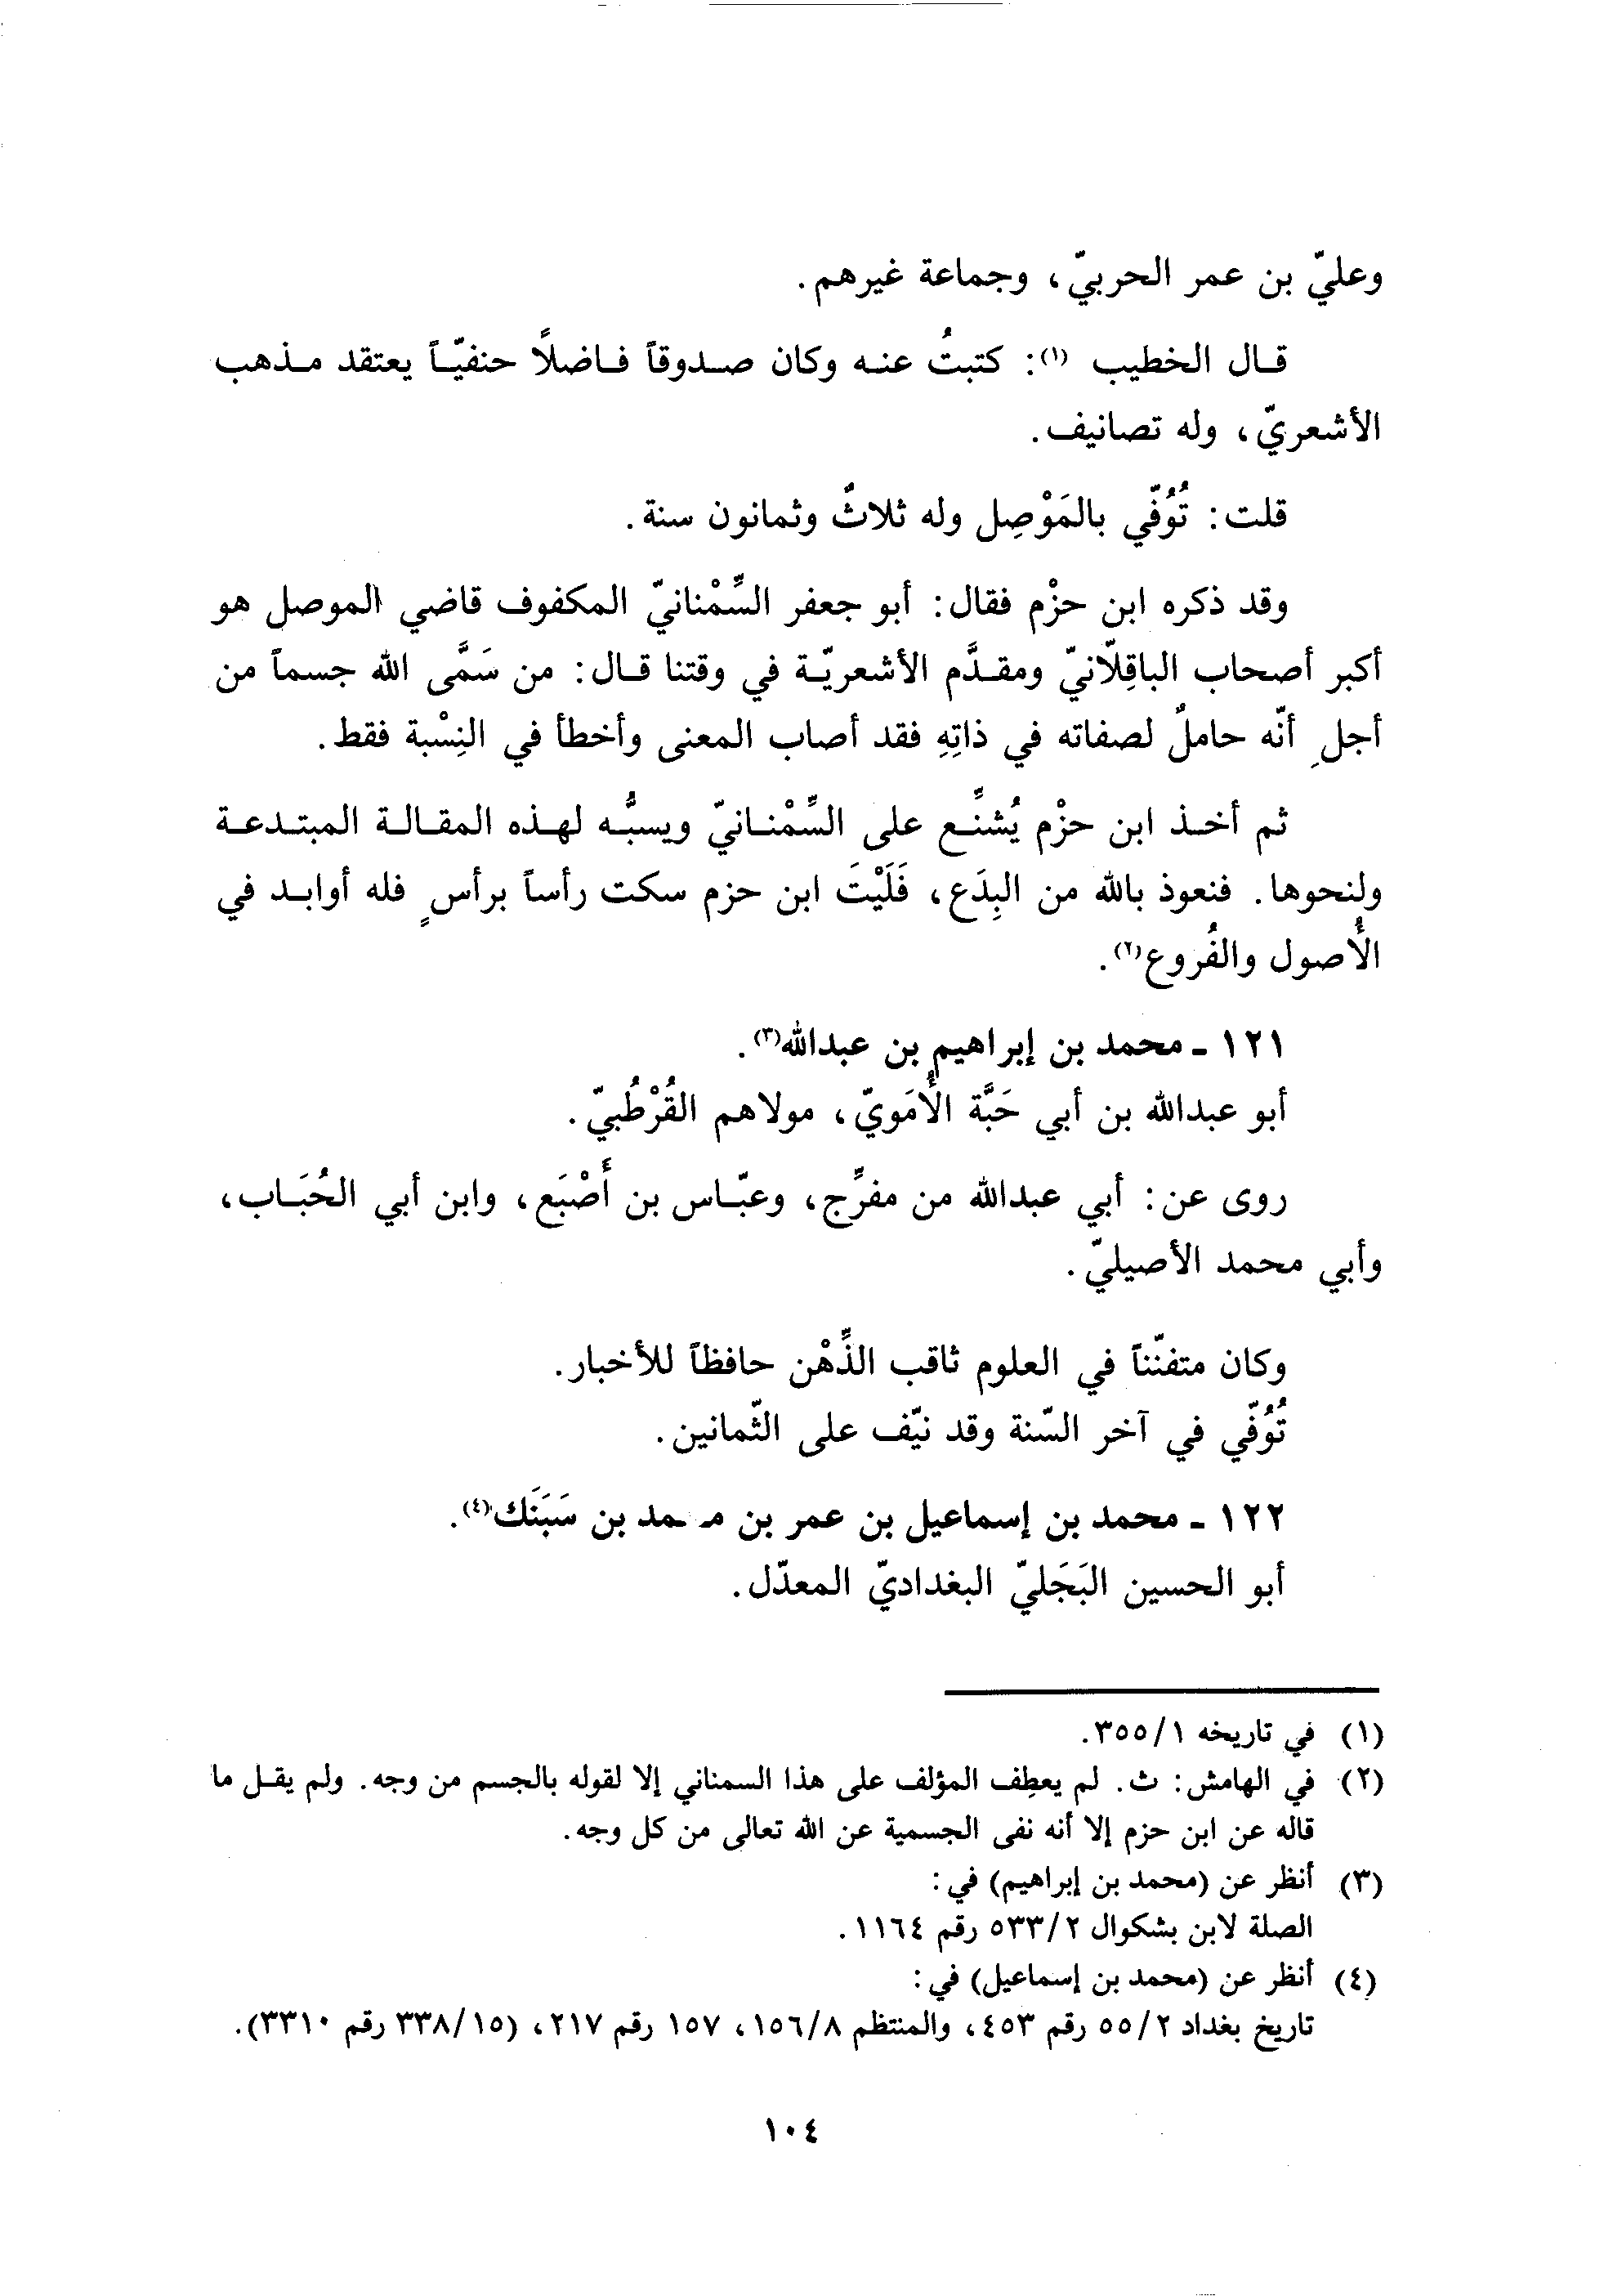 وعليّ بن عمر الحربيّ، وجماعة غيرهم.
قال الخطيب (١): كتبتُ عنه وكان صدوقاً فاضلًا حنفيّاً يعتقد مذهب
الأشعريّ، وله تصانيف.
قلت: تُوُفّي بالمَوْصِل وله ثلاثٌ وثمانون سنة.
وقد ذكره ابن حزْم فقال: أبو جعفر السِّمْنانيّ المكفوف قاضي الموصل هو
أكبر أصحاب الباقِلّانيّ ومقدَّم الأشعريّة في وقتنا قال: من سَمَّى الله جسماً من
أجلِ أنّه حاملٌ لصفاته في ذاتِهِ فقد أصاب المعنى وأخطأ في النِسْبة فقط.
ثم أخذ ابن حزْم يُشنِّع على السِّمْنانيّ ويسبُّه لهذه المقالة المبتدعة
ولنحوها. فنعوذ بالله من البِدَع، فَلَيْتَ ابن حزم سكت رأساً برأسٍ فله أوابد في
الأُصول والفُروع(٢).
١٢١ ـ محمد بن إبراهيم بن عبدالله(٣).
أبو عبدالله بن أبي حَبَّة الأُمَويّ، مولاهم القُرْطُبيّ.
روى عن: أبي عبدالله من مفرِّج، وعبّاس بن أَصْبَع، وابن أبي الحُبَاب،
وأبي محمد الأصيليّ.
وكان متفنّناً في العلوم ثاقب الذِّهْن حافظاً للأخبار.
تُوُفّي في آخر السّنة وقد نيّف على الثّمانين.
١٢٢ ـ محمد بن إسماعيل بن عمر بن محمد بن سَبَنَك(٤).
أبو الحسين البَجَليّ البغداديّ المعدّل.
(١) في تاريخه ٣٥٥/١.
(٢) في الهامش: ث. لم يعطِف المؤلف على هذا السمناني إلا لقوله بالجسم من وجه. ولم يقل ما
قاله عن ابن حزم إلا أنه نفى الجسمية عن الله تعالى من كل وجه.
(٣) أنظر عن (محمد بن إبراهيم) في:
الصلة لابن بشكوال ٥٣٣/٢ رقم ١١٦٤.
(٤) أنظر عن (محمد بن إسماعيل) في:
تاريخ بغداد ٥٥/٢ رقم ٤٥٣، والمنتظم ١٥٦/٨، ١٥٧ رقم ٢١٧، (٣٣٨/١٥ رقم ٣٣١٠).
١٠٤